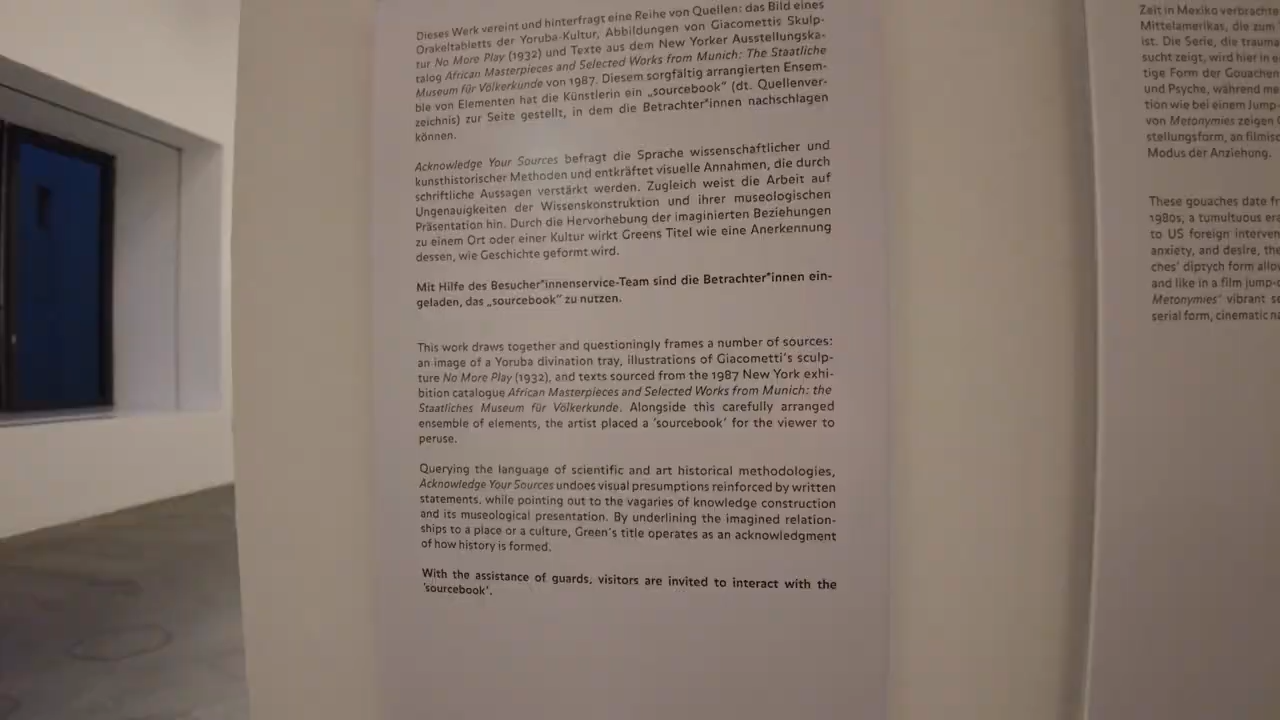 Dieses Werk vereint und hinterfragt eine Reihe von Quellen: das Bild eines
Orakeltabletts der Yoruba-Kultur, Abbildungen von Giacomettis Skulp-
tur No More Play (1932) und Texte aus dem New Yorker Ausstellungska-
talog African Masterpieces and Selected Works from Munich: The Staatliche
Museum für Völkerkunde von 1987. Diesem sorgfältig arrangierten Ensem-
ble von Elementen hat die Künstlerin ein „sourcebook“ (dt. Quellenver-
zeichnis) zur Seite gestellt, in dem die Betrachter*innen nachschlagen
können.
Acknowledge Your Sources befragt die Sprache wissenschaftlicher und
kunsthistorischer Methoden und entkräftet visuelle Annahmen, die durch
schriftliche Aussagen verstärkt werden. Zugleich weist die Arbeit auf
Ungenauigkeiten der Wissenskonstruktion und ihrer museologischen
Präsentation hin. Durch die Hervorhebung der imaginierten Beziehungen
zu einem Ort oder einer Kultur wirkt Greens Titel wie eine Anerkennung
dessen, wie Geschichte geformt wird.
Mit Hilfe des Besucher*innenservice-Team sind die Betrachter*innen ein-
geladen, das „sourcebook“ zu nutzen.
This work draws together and questioningly frames a number of sources:
an image of a Yoruba divination tray, illustrations of Giacometti's sculp-
ture No More Play (1932), and texts sourced from the 1987 New York exhi-
bition catalogue African Masterpieces and Selected Works from Munich: the
Staatliches Museum für Völkerkunde. Alongside this carefully arranged
ensemble of elements, the artist placed a 'sourcebook' for the viewer to
peruse.
Querying the language of scientific and art historical methodologies,
Acknowledge Your Sources undoes visual presumptions reinforced by written
statements, while pointing out to the vagaries of knowledge construction
and its museological presentation. By underlining the imagined relation-
ships to a place or a culture, Green's title operates as an acknowledgment
of how history is formed.
With the assistance of guards, visitors are invited to interact with the
'sourcebook'.
Zeit in Mexiko verbrachte
Mittelamerikas, die zum
ist. Die Serie, die trauma
sucht zeigt, wird hier in e
tige Form der Gouachen
und Psyche, während me
tion wie bei einem Jump-
von Metonymies zeigen
stellungsform, an filmisc
Modus der Anziehung.
These gouaches date fr
1980s; a tumultuous era
to US foreign interven
anxiety, and desire, the
ches' diptych form allow
and like in a film jump-c
Metonymies' vibrant se
serial form, cinematic na